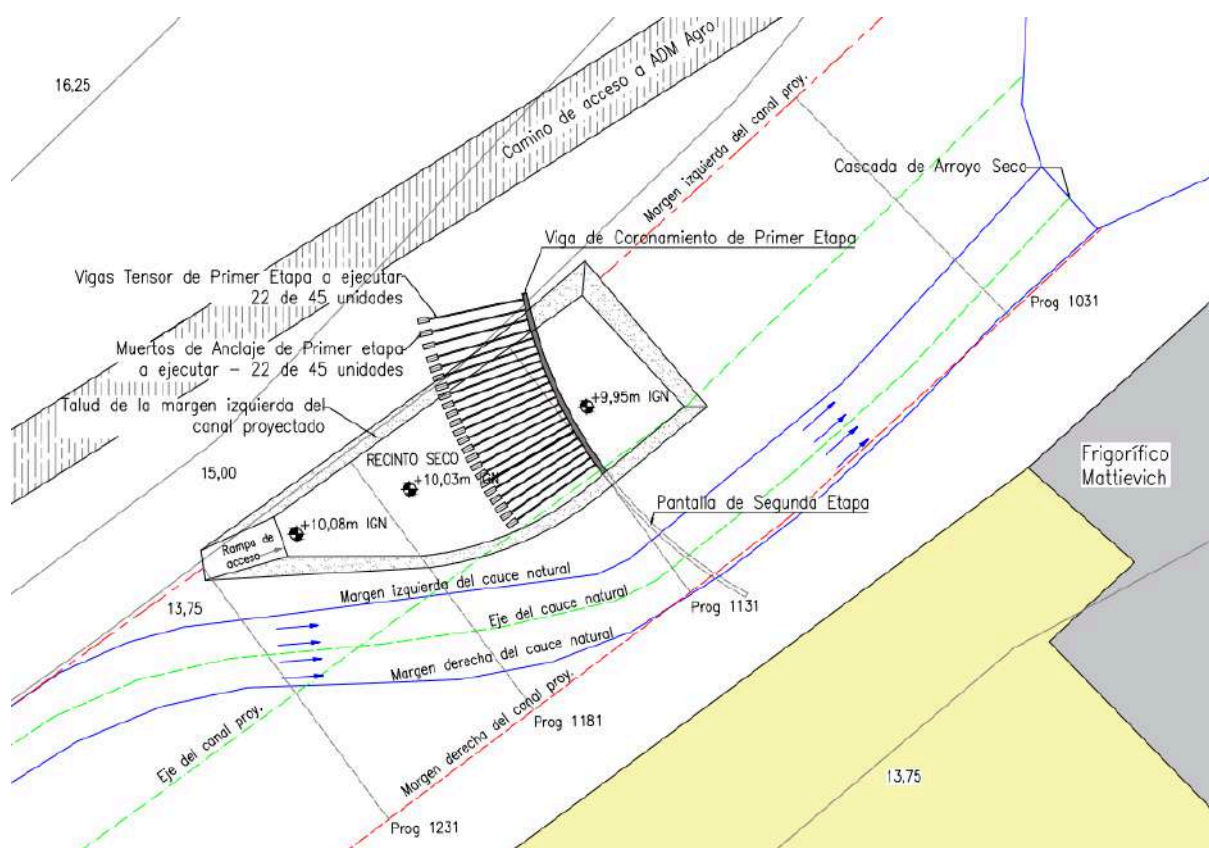 16,25
Camino de acceso a ADM Agro
Margen izquierda del canal proy.
Cascada de Arroyo Seco
Viga de Coronamiento de Primer Etapa
Vigas Tensor de Primer Etapa a ejecutar
22 de 45 unidades
Prog 1031
Muertos de Anclaje de Primer etapa
a ejecutar - 22 de 45 unidades
Talud de la margen izquierda del
canal proyectado
+9,95m IGN
Frigorífico
Mattievich
RECINTO SECO
15,00
+10,03m IGN
Pantalla de Segunda Etapa
+10,08m IGN
Rampa de
acceso
Margen izquierda del cauce natural
13,75
Prog 1131
Eje del cauce natural
Margen derecha del cauce natural
Eje del canal proy.
Prog 1181
Margen derecha del canal proy.
13,75
Prog 1231